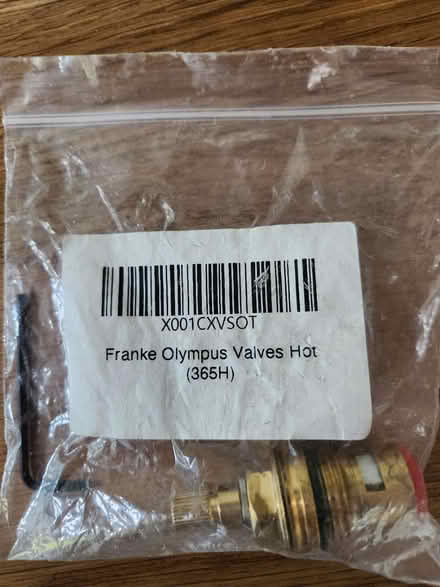 X001CXVSOT
Franke Olympus Valves Hot
(365H)